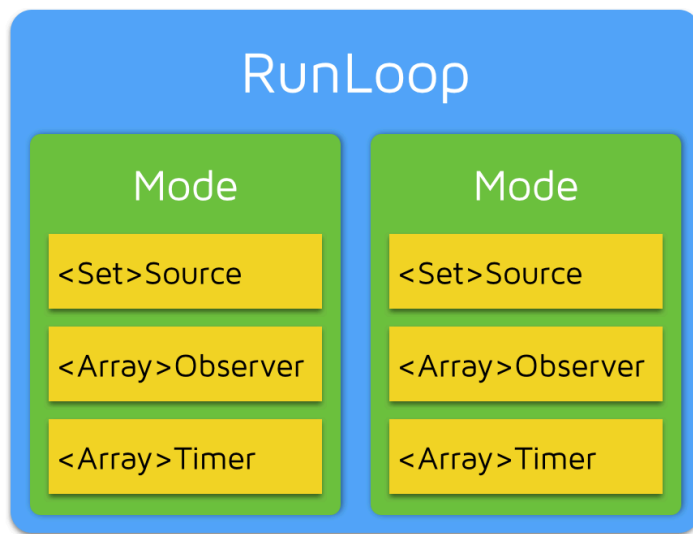 RunLoop
Mode
<Set>Source
<Array>Observer
<Array>Timer
Mode
<Set>Source
<Array>Observer
<Array>Timer